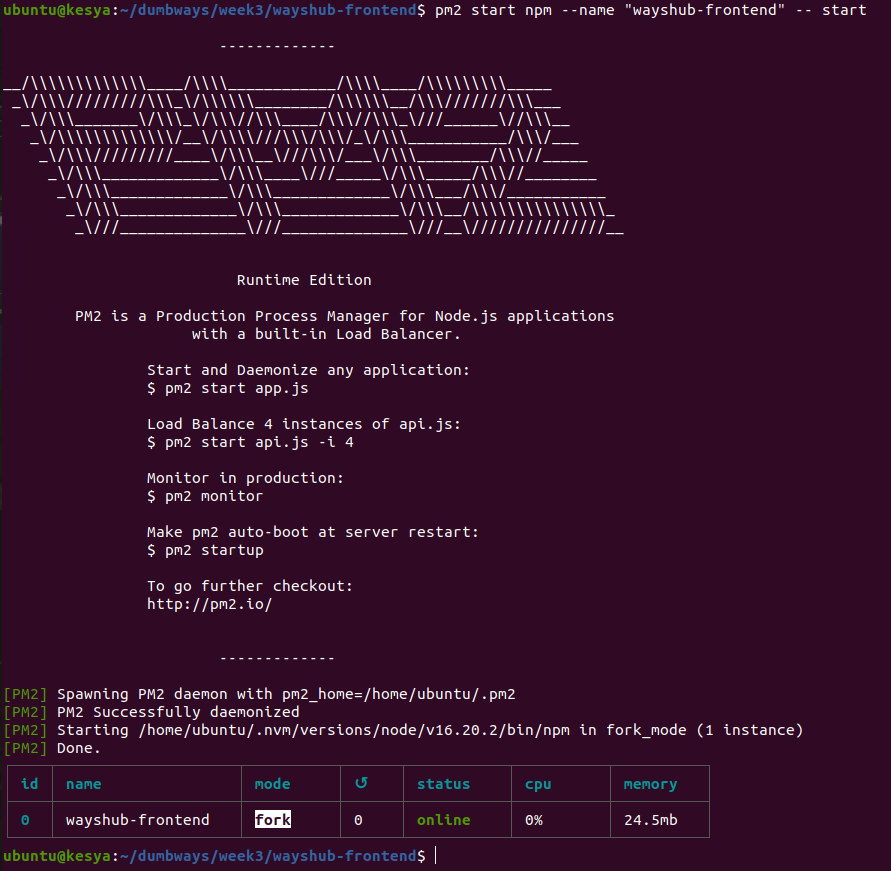 ubuntu@kesya:~/dumbways/week3/wayshub-frontend$ pm2 start npm --name "wayshub-frontend" -- start
-------------
__/\\\\\\\\\\\\\____/\\\\____________/\\\\____/\\\\\\\\\_____
_\/\\\/////////\\\_\/\\\\\\________/\\\\\\__/\\\///////\\\___
_\/\\\_______\/\\\_\/\\\//\\\____/\\\//\\\_\///______\//\\\__
_\/\\\\\\\\\\\\\/__\/\\\\///\\\/\\\/_\/\\\___________/\\\/___
_\/\\\/////////____\/\\\__\///\\\/___\/\\\________/\\\//_____
_\/\\\_____________\/\\\____\///_____\/\\\_____/\\\//________
_\/\\\_____________\/\\\_____________\/\\\___/\\\/___________
_\/\\\_____________\/\\\_____________\/\\\__/\\\\\\\\\\\\\\\_
_\///______________\///______________\///__\///////////////__
Runtime Edition
PM2 is a Production Process Manager for Node.js applications
with a built-in Load Balancer.
Start and Daemonize any application:
$ pm2 start app.js
Load Balance 4 instances of api.js:
$ pm2 start api.js -i 4
Monitor in production:
$ pm2 monitor
Make pm2 auto-boot at server restart:
$ pm2 startup
To go further checkout:
http://pm2.io/
-------------
[PM2] Spawning PM2 daemon with pm2_home=/home/ubuntu/.pm2
[PM2] PM2 Successfully daemonized
[PM2] Starting /home/ubuntu/.nvm/versions/node/v16.20.2/bin/npm in fork_mode (1 instance)
[PM2] Done.
id name mode ↺ status cpu memory
0 wayshub-frontend fork 0 online 0% 24.5mb
ubuntu@kesya:~/dumbways/week3/wayshub-frontend$